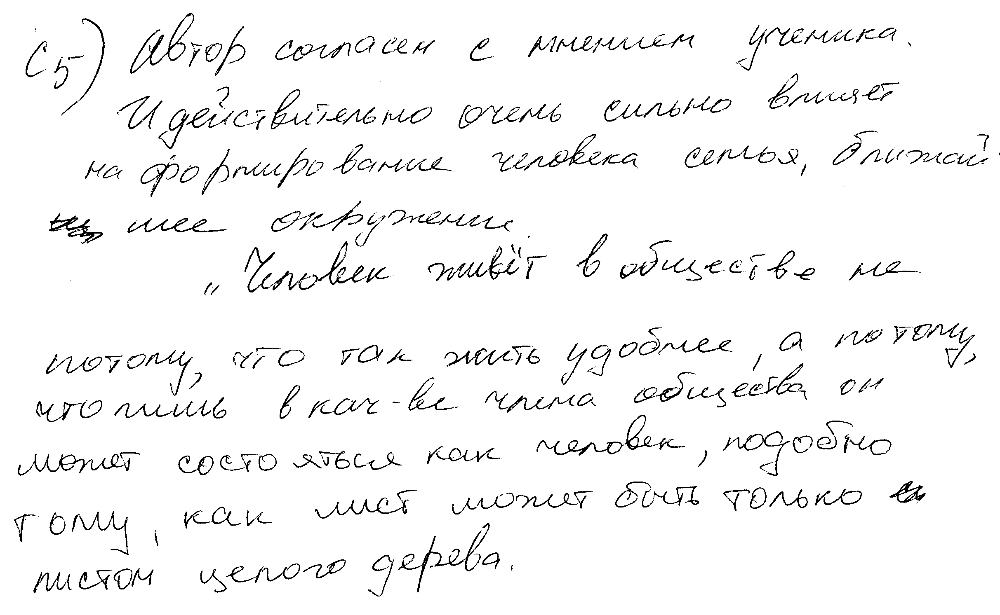 С5) Автор согласен с мнением ученика.
И действительно очень сильно влияет
на формирование человека семья, ближай
шее окружение.
„Человек живёт в обществе не
потому, что так жить удобнее, а потому,
что лишь в кач-ве члена общества он
может состояться как человек, подобно
тому, как лист может быть только
листом целого дерева.